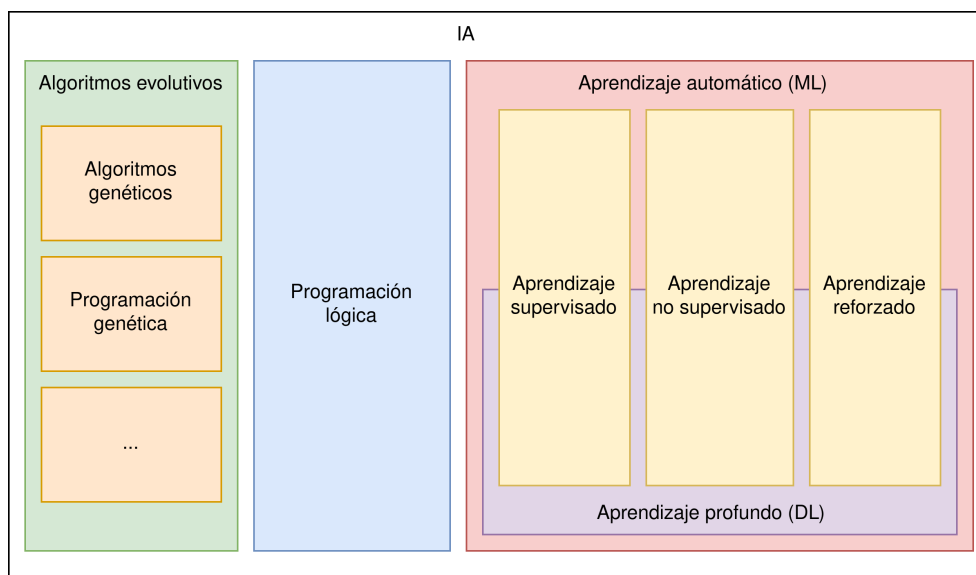 IA
Algoritmos evolutivos
Algoritmos
genéticos
Programación
genética
...
Programación
lógica
Aprendizaje automático (ML)
Aprendizaje
supervisado
Aprendizaje
no supervisado
Aprendizaje
reforzado
Aprendizaje profundo (DL)